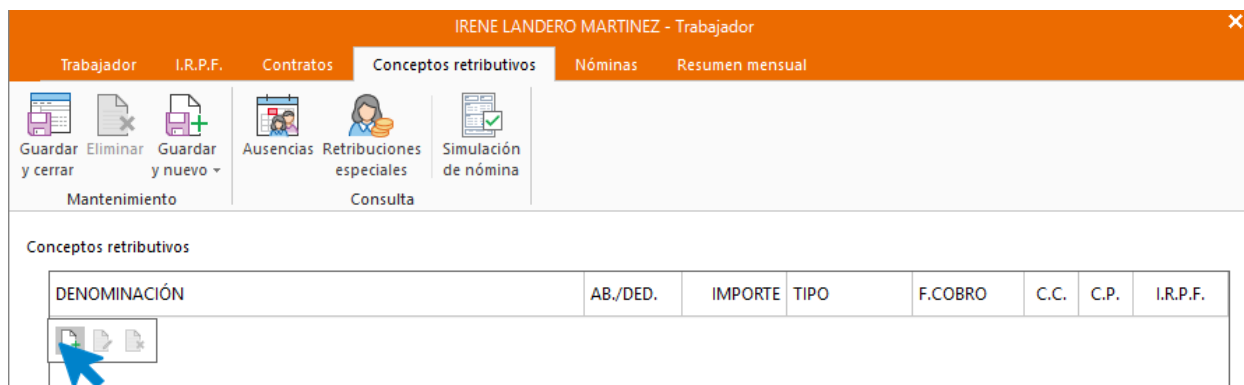 IRENE LANDERO MARTINEZ - Trabajador
Trabajador I.R.P.F. Contratos Conceptos retributivos Nóminas Resumen mensual
Guardar y cerrar Eliminar Guardar y nuevo Ausencias Retribuciones especiales Simulación de nómina
Mantenimiento Consulta
Conceptos retributivos
DENOMINACIÓN AB./DED. IMPORTE TIPO F.COBRO C.C. C.P. I.R.P.F.